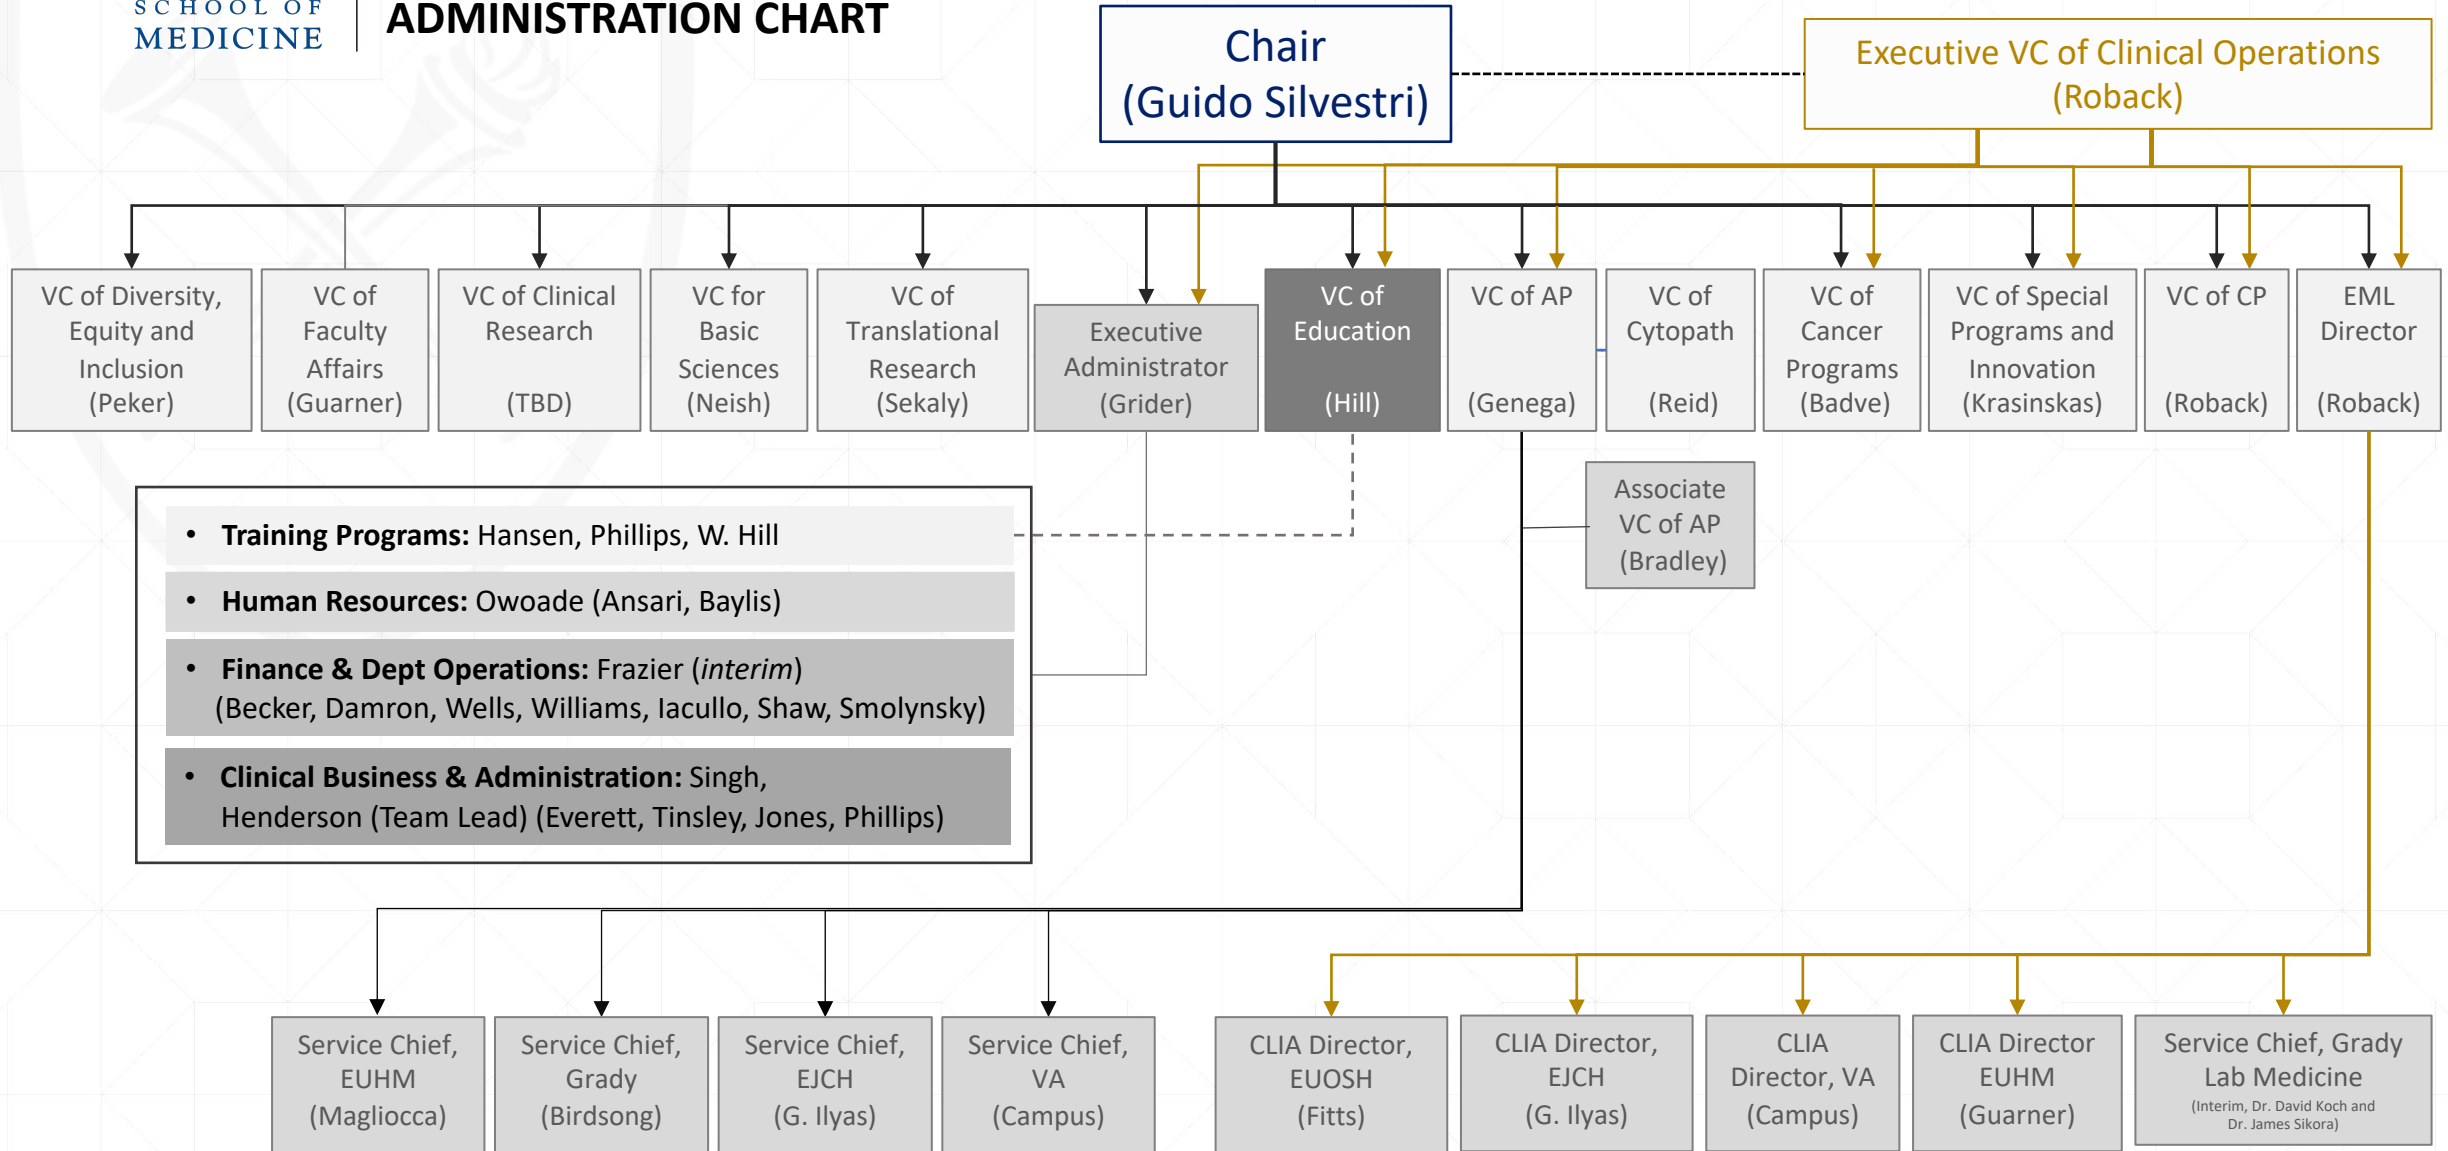 SCHOOL OF
MEDICINE
ADMINISTRATION CHART
Chair
(Guido Silvestri)
Executive VC of Clinical Operations
(Roback)
VC of Diversity,
Equity and
Inclusion
(Peker)
VC of
Faculty
Affairs
(Guarner)
VC of Clinical
Research
(TBD)
VC for
Basic
Sciences
(Neish)
VC of
Translational
Research
(Sekaly)
Executive
Administrator
(Grider)
VC of
Education
(Hill)
VC of AP
(Genega)
VC of
Cytopath
(Reid)
VC of
Cancer
Programs
(Badve)
VC of Special
Programs and
Innovation
(Krasinskas)
VC of CP
(Roback)
EML
Director
(Roback)
Associate
VC of AP
(Bradley)
• Training Programs: Hansen, Phillips, W. Hill
• Human Resources: Owoade (Ansari, Baylis)
• Finance & Dept Operations: Frazier (interim)
(Becker, Damron, Wells, Williams, Iacullo, Shaw, Smolynsky)
• Clinical Business & Administration: Singh,
Henderson (Team Lead) (Everett, Tinsley, Jones, Phillips)
Service Chief,
EUHM
(Magliocca)
Service Chief,
Grady
(Birdsong)
Service Chief,
EJCH
(G. Ilyas)
Service Chief,
VA
(Campus)
CLIA Director,
EUOSH
(Fitts)
CLIA Director,
EJCH
(G. Ilyas)
CLIA
Director, VA
(Campus)
CLIA Director
EUHM
(Guarner)
Service Chief, Grady
Lab Medicine
(Interim, Dr. David Koch and
Dr. James Sikora)